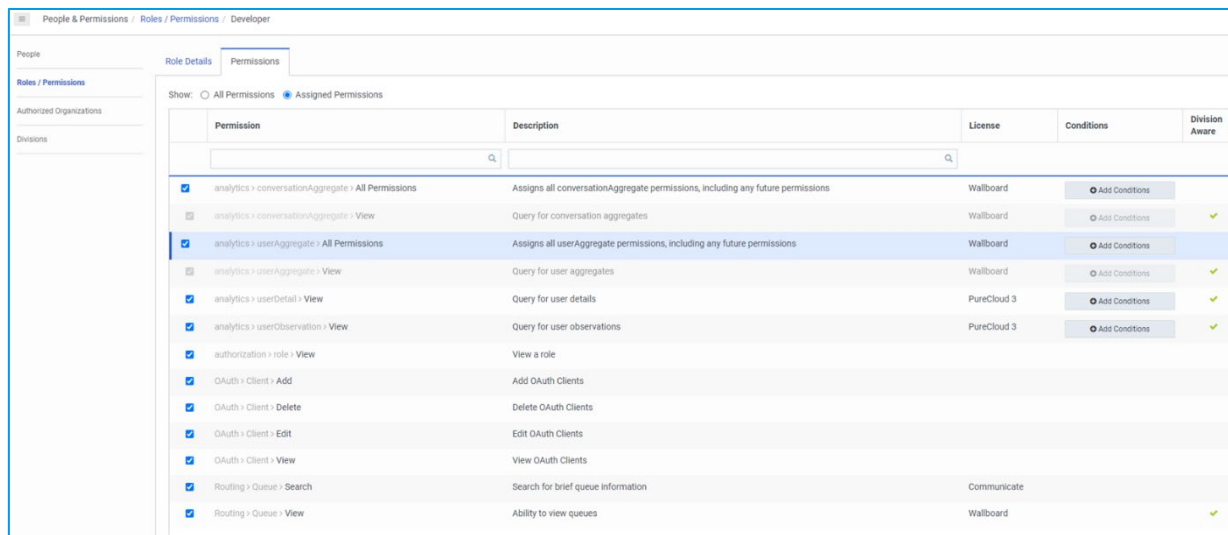 People & Permissions / Roles / Permissions / Developer
People
Roles / Permissions
Authorized Organizations
Divisions
Role Details Permissions
Show: All Permissions Assigned Permissions
Permission Description License Conditions Division Aware
analytics > conversationAggregate > All Permissions Assigns all conversationAggregate permissions, including any future permissions Wallboard Add Conditions
analytics > conversationAggregate > View Query for conversation aggregates Wallboard Add Conditions
analytics > userAggregate > All Permissions Assigns all userAggregate permissions, including any future permissions Wallboard Add Conditions
analytics > userAggregate > View Query for user aggregates Wallboard Add Conditions
analytics > userDetail > View Query for user details PureCloud 3 Add Conditions
analytics > userObservation > View Query for user observations PureCloud 3 Add Conditions
authorization > role > View View a role
OAuth > Client > Add Add OAuth Clients
OAuth > Client > Delete Delete OAuth Clients
OAuth > Client > Edit Edit OAuth Clients
OAuth > Client > View View OAuth Clients
Routing > Queue > Search Search for brief queue information Communicate
Routing > Queue > View Ability to view queues Wallboard